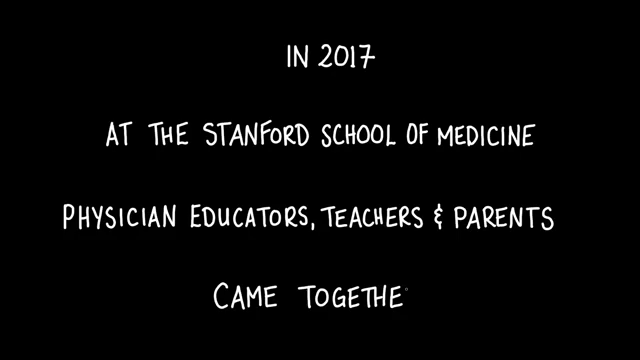 IN 2017
AT THE STANFORD SCHOOL OF MEDICINE
PHYSICIAN EDUCATORS, TEACHERS & PARENTS
CAME TOGETHE